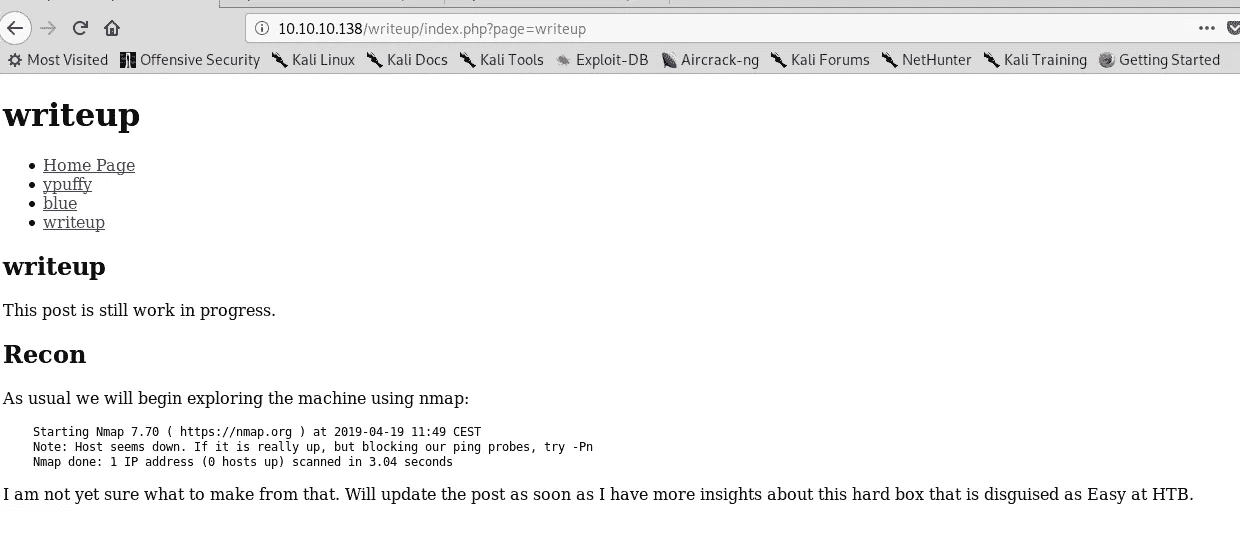 10.10.10.138/writeup/index.php?page=writeup
Most Visited Offensive Security Kali Linux Kali Docs Kali Tools Exploit-DB Aircrack-ng Kali Forums NetHunter Kali Training Getting Started
writeup
Home Page
ypuffy
blue
writeup
writeup
This post is still work in progress.
Recon
As usual we will begin exploring the machine using nmap:
Starting Nmap 7.70 ( https://nmap.org ) at 2019-04-19 11:49 CEST
Note: Host seems down. If it is really up, but blocking our ping probes, try -Pn
Nmap done: 1 IP address (0 hosts up) scanned in 3.04 seconds
I am not yet sure what to make from that. Will update the post as soon as I have more insights about this hard box that is disguised as Easy at HTB.